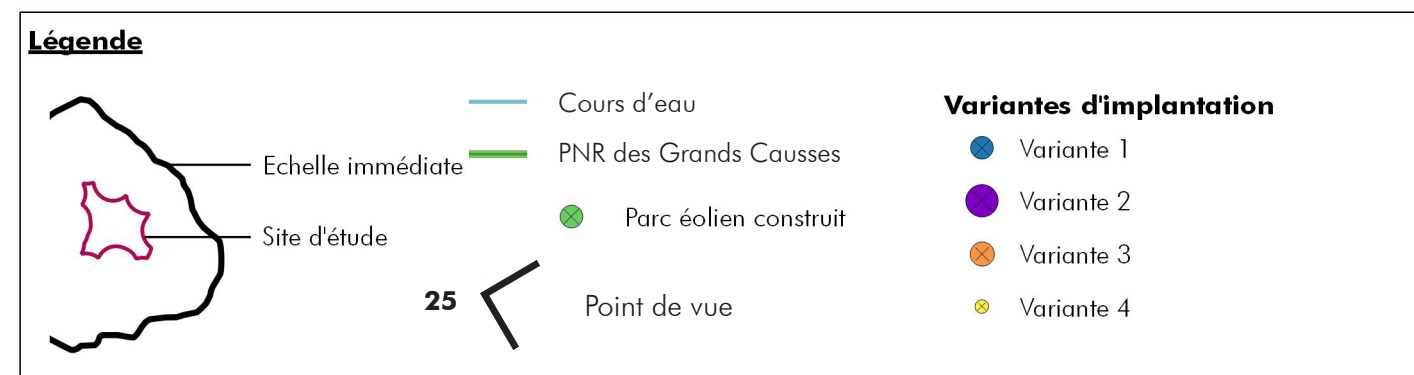 Légende
Echelle immédiate
Site d'étude
Cours d’eau
PNR des Grands Causses
Parc éolien construit
25
Point de vue
Variantes d'implantation
Variante 1
Variante 2
Variante 3
Variante 4